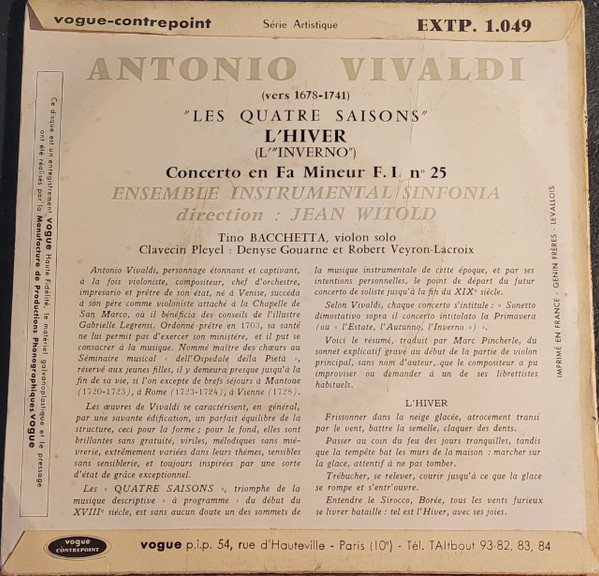 vogue-contrepoint
Série Artistique
EXTP. 1.049
ANTONIO VIVALDI
(vers 1678-1741)
"LES QUATRE SAISONS"
L'HIVER
(L'"INVERNO")
Concerto en Fa Mineur F. I. n° 25
ENSEMBLE INSTRUMENTAL SINFONIA
direction : JEAN WITOLD
Tino BACCHETTA, violon solo
Clavecin Pleyel : Denyse Gouarne et Robert Veyron-Lacroix
Ce disque est un enregistrement vogue Haute Fidélité, le matériel galvanoplastique et le pressage
ont été réalisés par la Manufacture de Productions Phonographiques Vogue
Antonio Vivaldi, personnage étonnant et captivant,
à la fois violoniste, compositeur, chef d'orchestre,
impresario et prêtre de son état, né à Venise, succéda
à son père comme violoniste attaché à la Chapelle de
San Marco, où il bénéficia des conseils de l'illustre
Gabrielle Legrensi. Ordonné prêtre en 1703, sa santé
ne lui permit pas d'exercer son ministère, et il put se
consacrer à la musique. Nommé maître des chœurs au
Séminaire musical « dell'Ospedale della Pietà »,
réservé aux jeunes filles, il y demeura presque jusqu'à la
fin de sa vie, si l'on excepte de brefs séjours à Mantoue
(1720-1723), à Rome (1723-1724), à Vienne (1728).
Les œuvres de Vivaldi se caractérisent, en général,
par une savante édification, un parfait équilibre de la
structure, ceci pour la forme ; pour le fond, elles sont
brillantes sans gratuité, viriles, mélodiques sans miè-
vrerie, extrêmement variées dans leurs thèmes, sensibles
sans sensiblerie, et toujours inspirées par une sorte
d'état de grâce exceptionnel.
Les « QUATRE SAISONS », triomphe de la
musique descriptive « à programme » du début du
XVIIIe siècle, est sans aucun doute un des sommets de
la musique instrumentale de cette époque, et par ses
intentions personnelles, le point de départ du futur
concerto de soliste jusqu'à la fin du XIXe siècle.
Selon Vivaldi, chaque concerto s'intitule : « Sonetto
dimostativo sopra il concerto intitolato la Primavera
(ou « l'Estate, l'Autunno, l'Inverno » ) ».
Voici le résumé, traduit par Marc Pincherle, du
sonnet explicatif gravé au début de la partie de violon
principal, sans nom d'auteur, que le compositeur a pu
improviser ou demander à un de ses librettistes
habituels.
L'HIVER
Frissonner dans la neige glacée, atrocement transi
par le vent, battre la semelle, claquer des dents.
Passer au coin du feu des jours tranquilles, tandis
que la tempête bat les murs de la maison : marcher sur
la glace, attentif à ne pas tomber.
Trébucher, se relever, courir jusqu'à ce que la glace
se rompe et s'entr'ouvre.
Entendre le Sirocco, Borée, tous les vents furieux
se livrer bataille : tel est l'Hiver, avec ses joies.
IMPRIMÉ EN FRANCE - GENIN FRÈRES - LEVALLOIS
vogue
CONTREPOINT
vogue p.i.p. 54, rue d'Hauteville - Paris (10e) - Tél. TAItbout 93-82, 83, 84